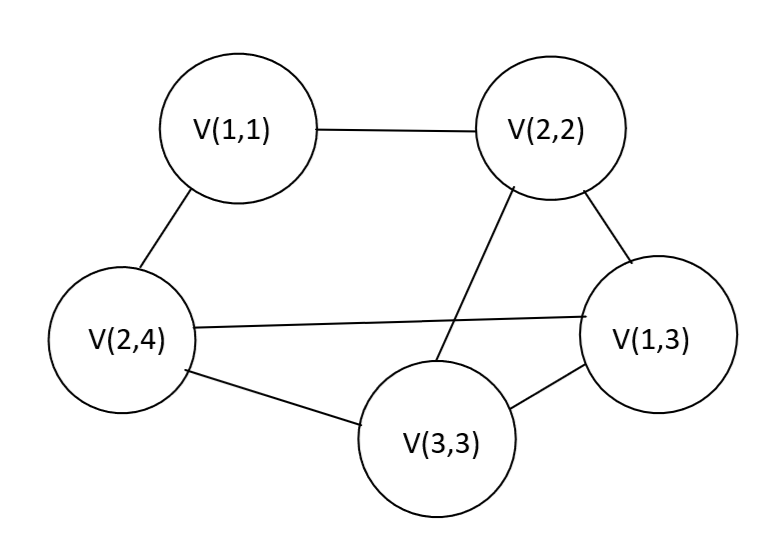 V(1,1)
V(2,2)
V(2,4)
V(1,3)
V(3,3)